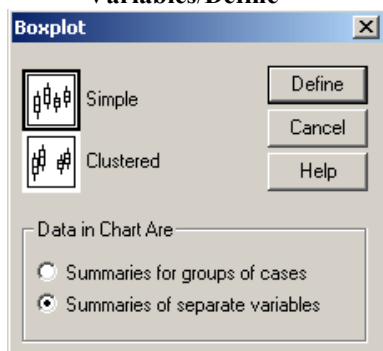 Variables/Define
Boxplot
Simple
Define
Cancel
Clustered
Help
Data in Chart Are
Summaries for groups of cases
Summaries of separate variables